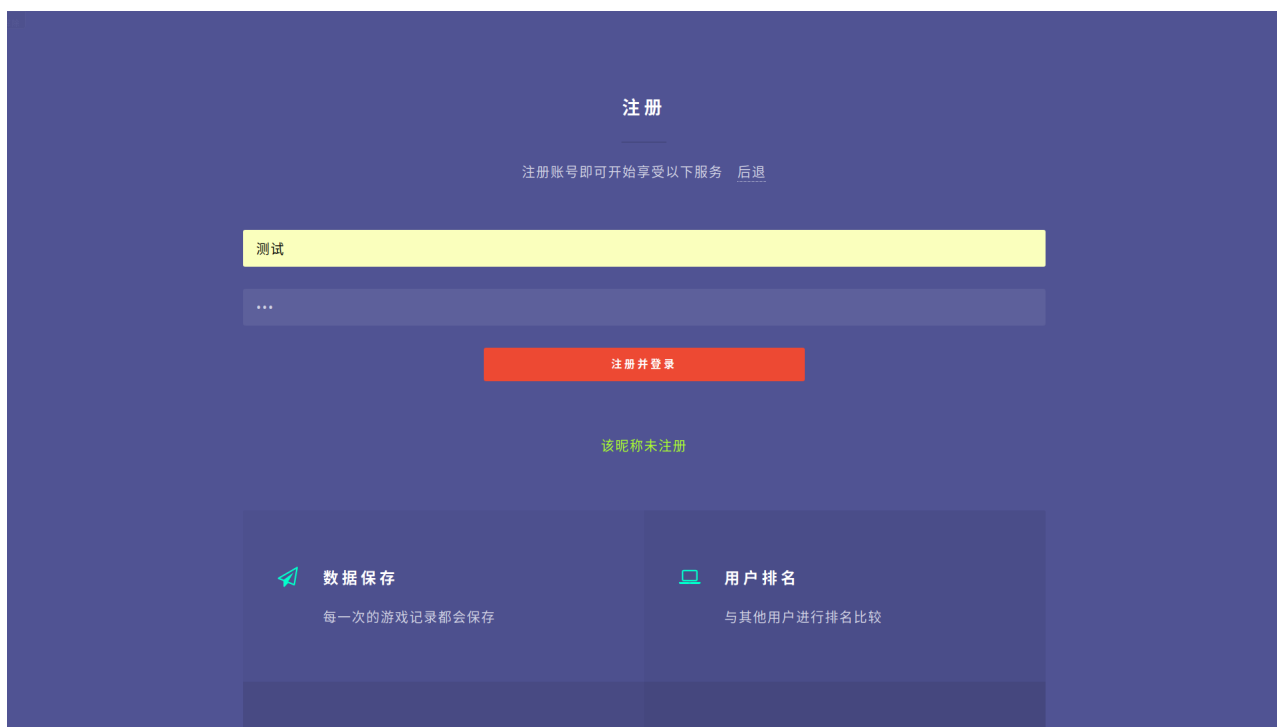 注册
注册账号即可开始享受以下服务 后退
测试
•••
注册并登录
该昵称未注册
数据保存
每一次的游戏记录都会保存
用户排名
与其他用户进行排名比较